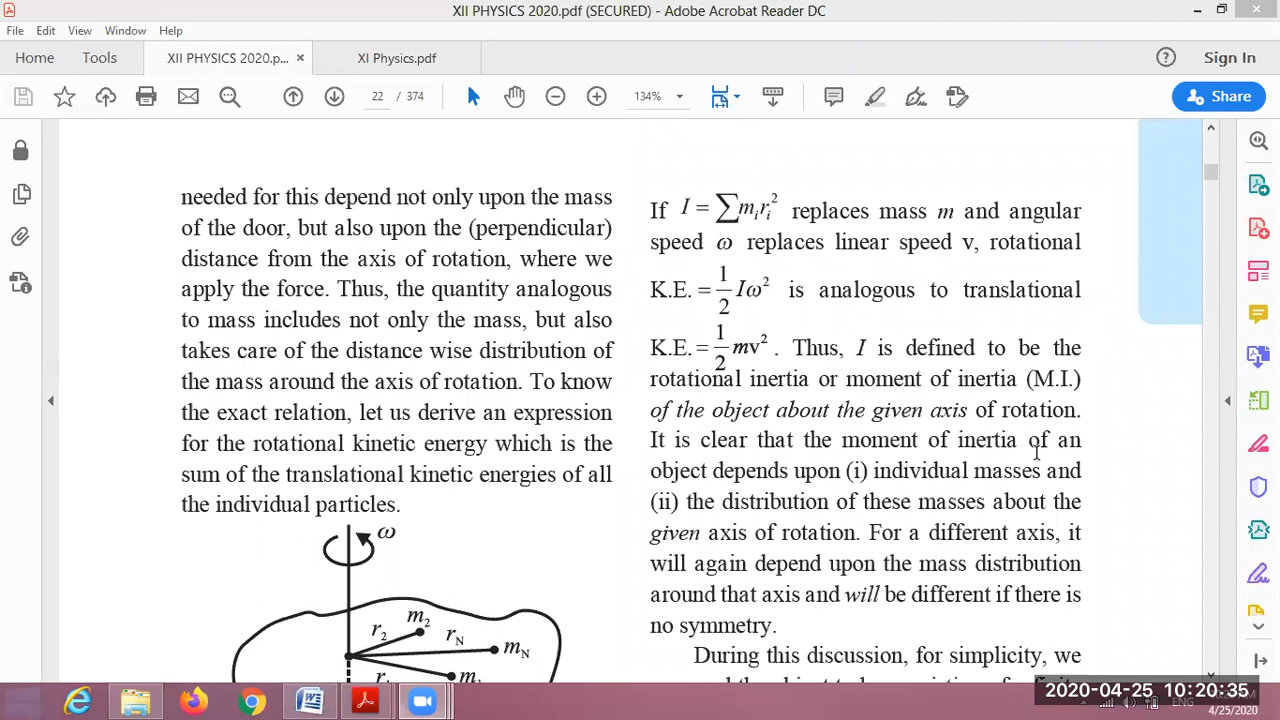 XII PHYSICS 2020.pdf (SECURED) - Adobe Acrobat Reader DC
File Edit View Window Help
Home Tools XII PHYSICS 2020.p... × XI Physics.pdf Sign In
22 / 374 134% Share
needed for this depend not only upon the mass
of the door, but also upon the (perpendicular)
distance from the axis of rotation, where we
apply the force. Thus, the quantity analogous
to mass includes not only the mass, but also
takes care of the distance wise distribution of
the mass around the axis of rotation. To know
the exact relation, let us derive an expression
for the rotational kinetic energy which is the
sum of the translational kinetic energies of all
the individual particles.
ω
m₂
r₂
r_N
m_N
If I = ∑mᵢrᵢ² replaces mass m and angular
speed ω replaces linear speed v, rotational
K.E. = 1/2 Iω² is analogous to translational
K.E. = 1/2 mv² . Thus, I is defined to be the
rotational inertia or moment of inertia (M.I.)
of the object about the given axis of rotation.
It is clear that the moment of inertia of an
object depends upon (i) individual masses and
(ii) the distribution of these masses about the
given axis of rotation. For a different axis, it
will again depend upon the mass distribution
around that axis and will be different if there is
no symmetry.
During this discussion, for simplicity, we
2020-04-25 10:20:35
ENG
4/25/2020